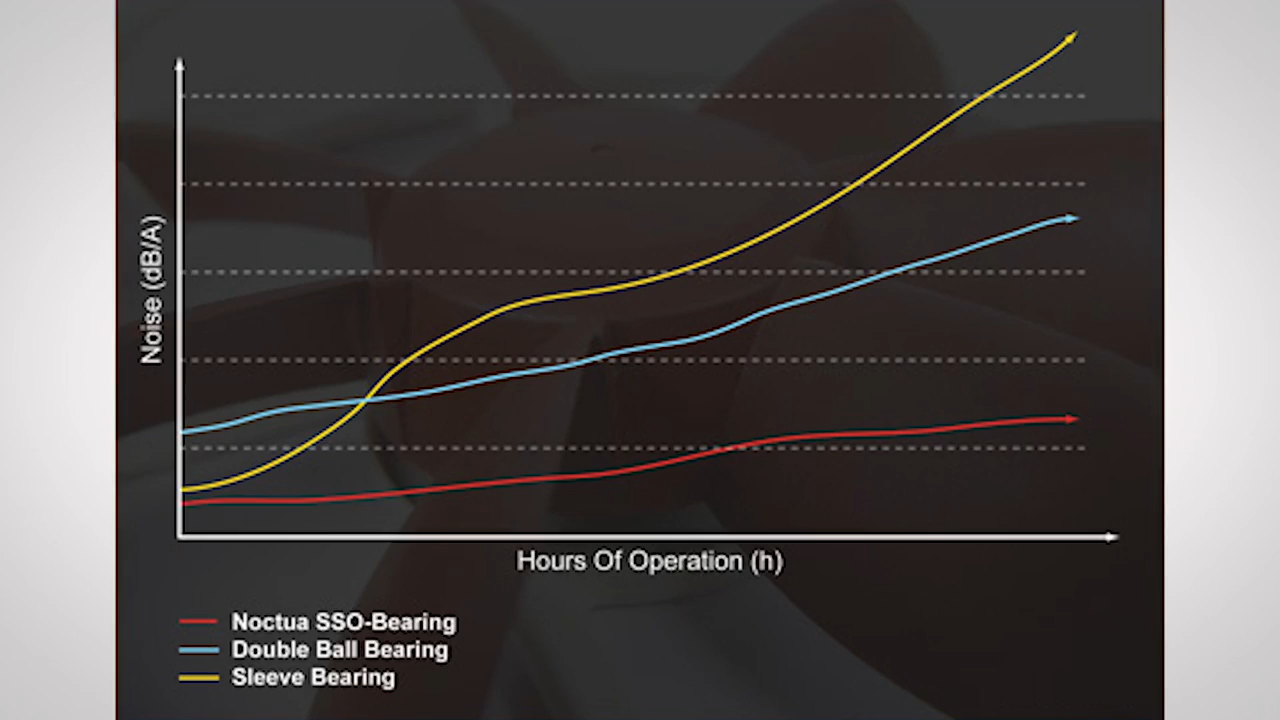 Noise (dB/A)
Hours Of Operation (h)
Noctua SSO-Bearing
Double Ball Bearing
Sleeve Bearing